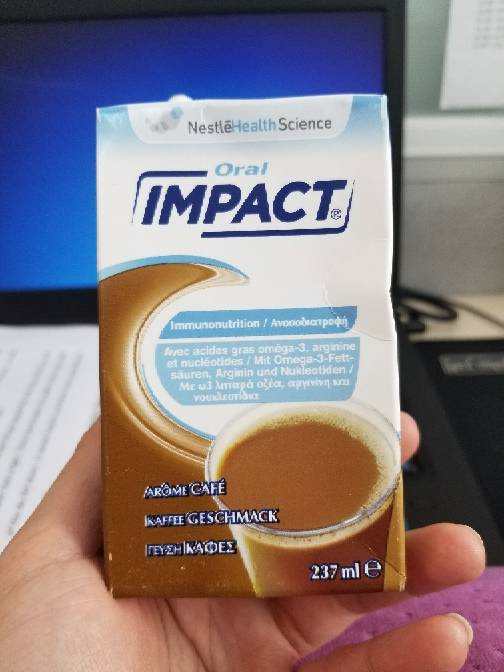 NestléHealthScience
Oral
IMPACT®
Immunonutrition / Ανοσοδιατροφή
Avec acides gras oméga-3, arginine
et nucléotides / Mit Omega-3-Fett-
säuren, Arginin und Nukleotiden /
Με ω3 λιπαρά οξέα, αργινίνη και
νουκλεοτίδια
ARÔME CAFÉ
KAFFEE GESCHMACK
ΓΕΥΣΗ ΚΑΦΕΣ
237 ml ℮